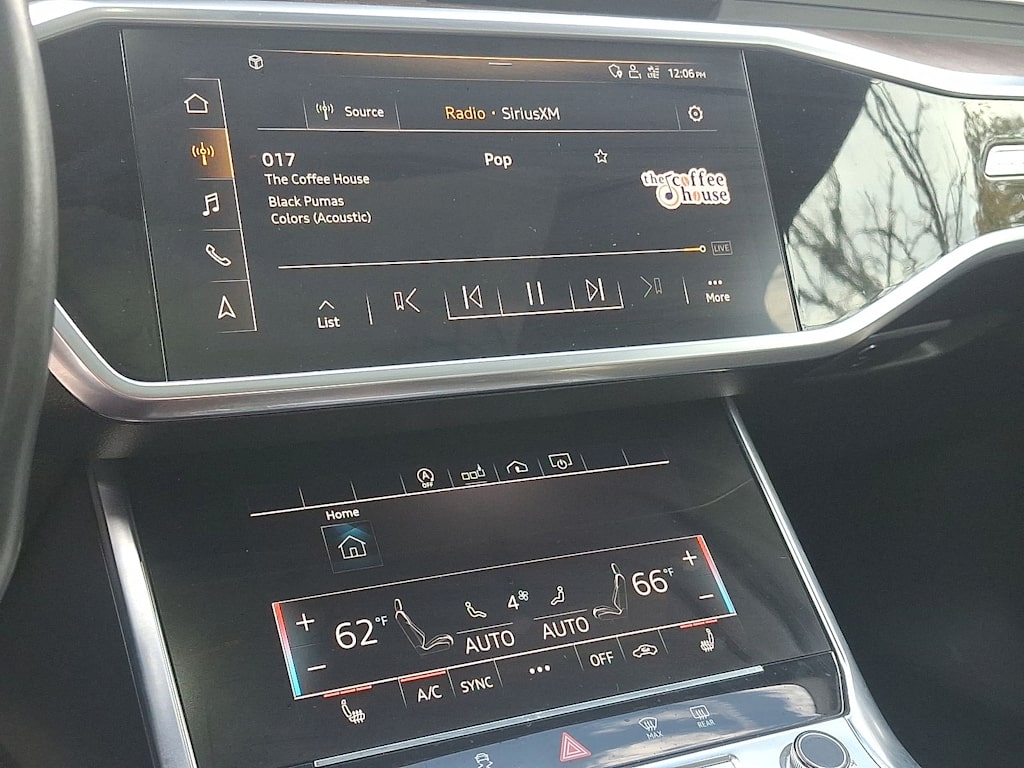 12:06 PM
Source
Radio · SiriusXM
017
Pop
The Coffee House
the coffee house
Black Pumas
Colors (Acoustic)
LIVE
List
More
A
OFF
Home
+
62°F
−
4
AUTO
AUTO
66°F
+
−
A/C
SYNC
...
OFF
MAX
REAR